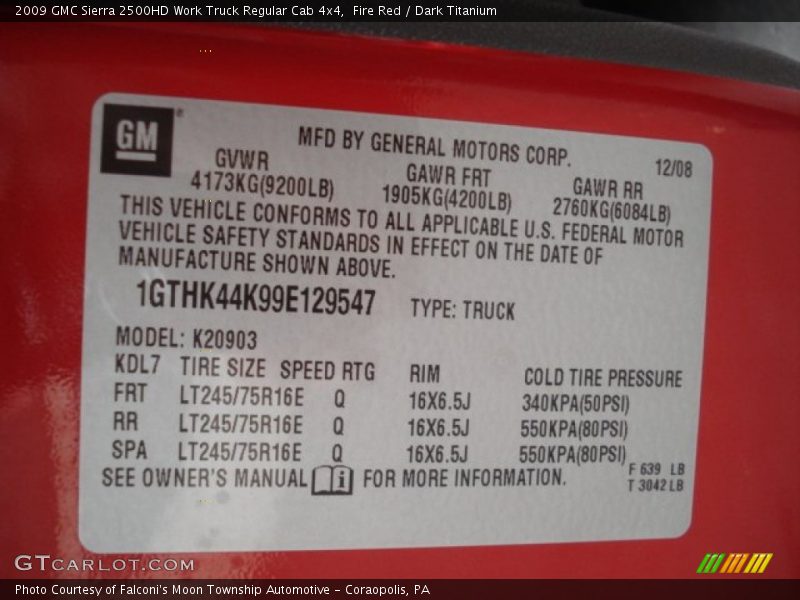 2009 GMC Sierra 2500HD Work Truck Regular Cab 4x4, Fire Red / Dark Titanium
GM
MFD BY GENERAL MOTORS CORP. 12/08
GVWR GAWR FRT GAWR RR
4173KG(9200LB) 1905KG(4200LB) 2760KG(6084LB)
THIS VEHICLE CONFORMS TO ALL APPLICABLE U.S. FEDERAL MOTOR
VEHICLE SAFETY STANDARDS IN EFFECT ON THE DATE OF
MANUFACTURE SHOWN ABOVE.
1GTHK44K99E129547 TYPE: TRUCK
MODEL: K20903
KDL7 TIRE SIZE SPEED RTG RIM COLD TIRE PRESSURE
FRT LT245/75R16E Q 16X6.5J 340KPA(50PSI)
RR LT245/75R16E Q 16X6.5J 550KPA(80PSI)
SPA LT245/75R16E Q 16X6.5J 550KPA(80PSI)
SEE OWNER'S MANUAL i FOR MORE INFORMATION.
F 639 LB
T 3042 LB
GTCARLOT.COM
Photo Courtesy of Falconi's Moon Township Automotive - Coraopolis, PA